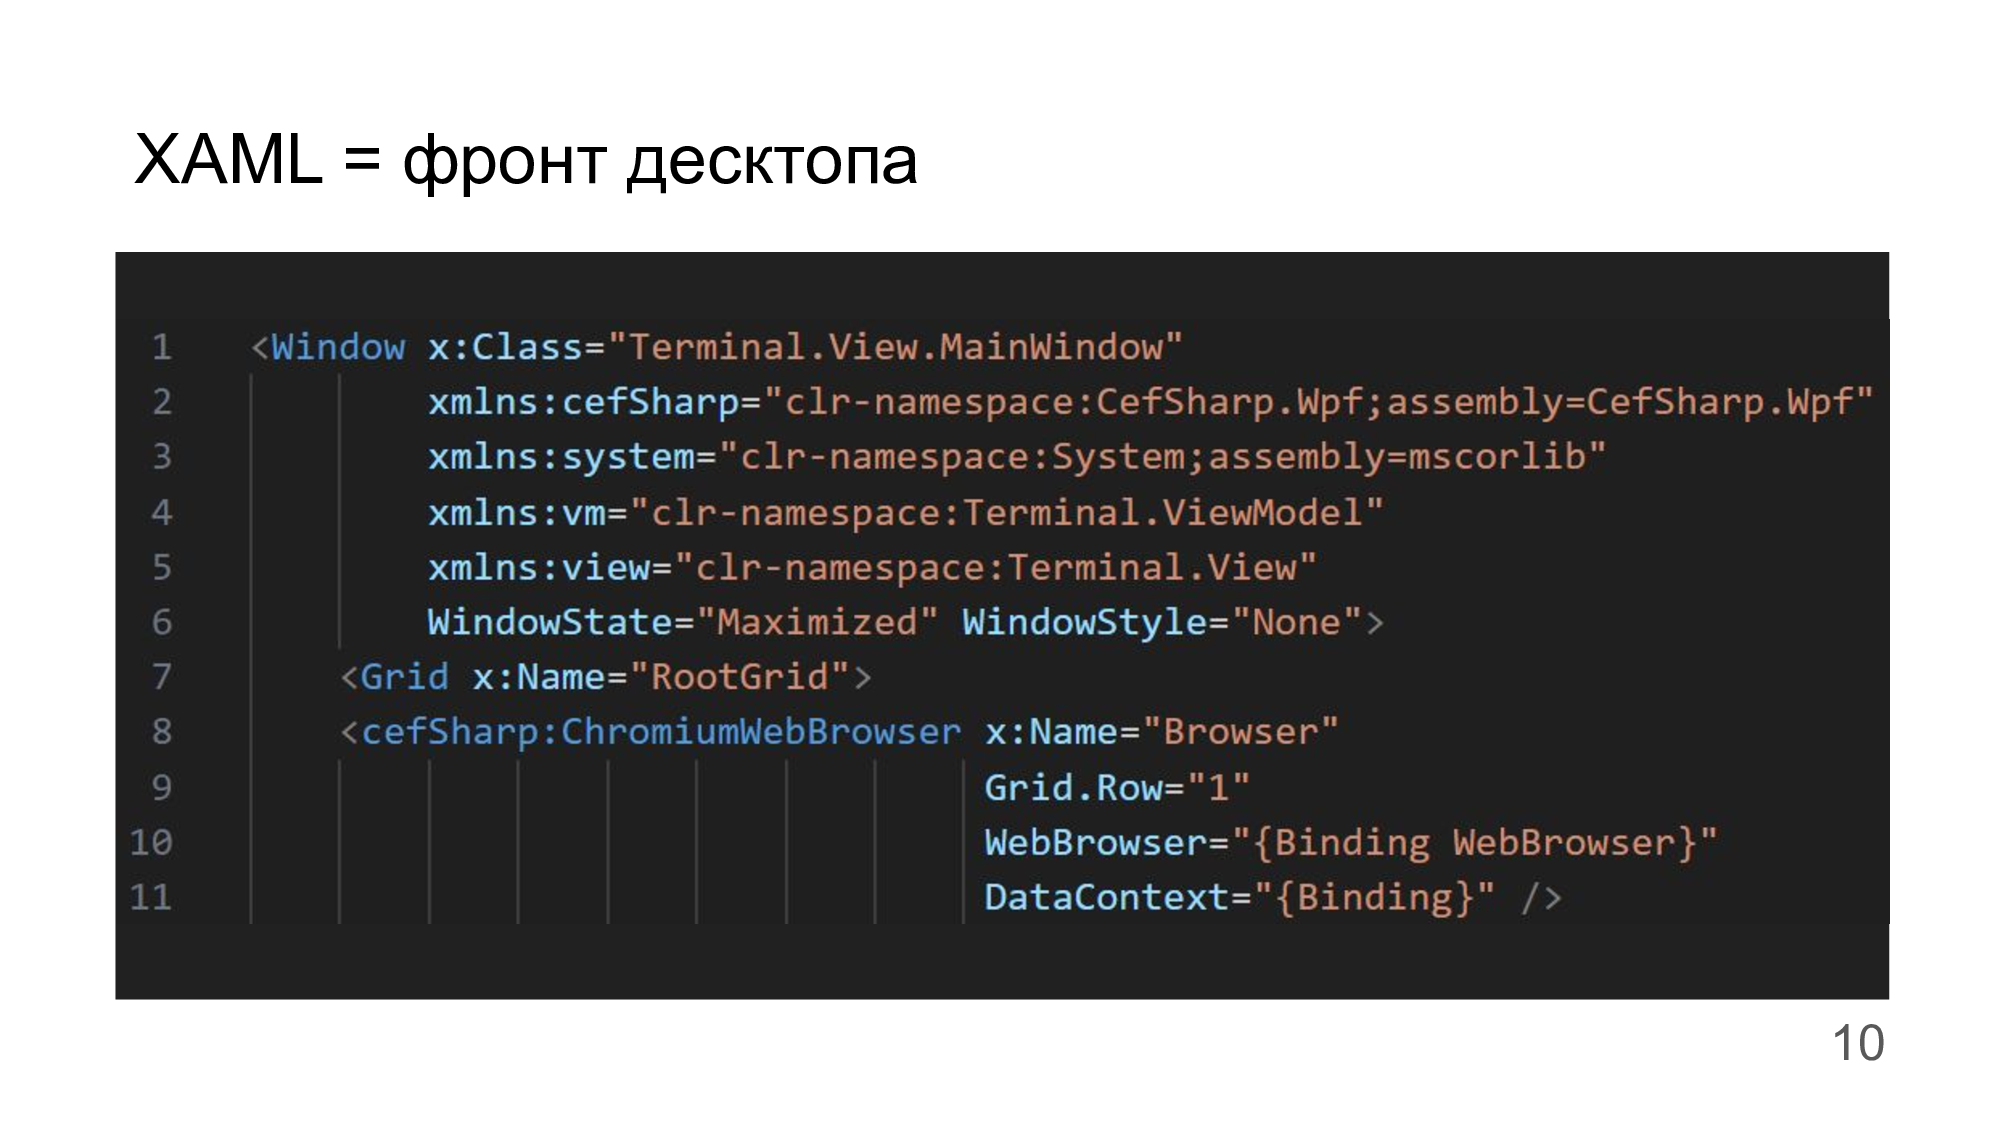 XAML = фронт десктопа
1 <Window x:Class="Terminal.View.MainWindow"
2 xmlns:cefSharp="clr-namespace:CefSharp.Wpf;assembly=CefSharp.Wpf"
3 xmlns:system="clr-namespace:System;assembly=mscorlib"
4 xmlns:vm="clr-namespace:Terminal.ViewModel"
5 xmlns:view="clr-namespace:Terminal.View"
6 WindowState="Maximized" WindowStyle="None">
7 <Grid x:Name="RootGrid">
8 <cefSharp:ChromiumWebBrowser x:Name="Browser"
9 Grid.Row="1"
10 WebBrowser="{Binding WebBrowser}"
11 DataContext="{Binding}" />
10